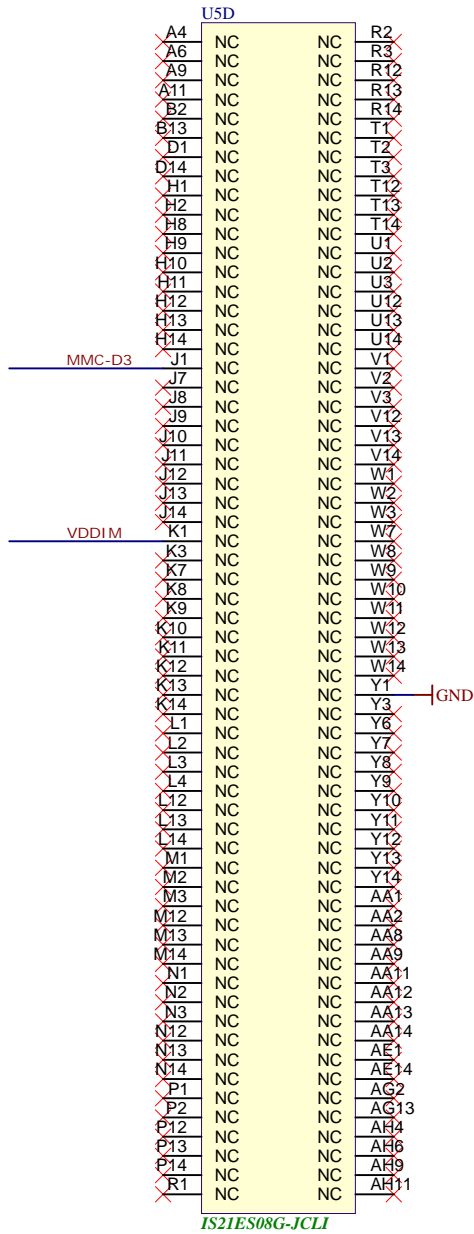 U5D
A4 NC NC R2
A6 NC NC R3
A9 NC NC R12
A11 NC NC R13
B2 NC NC R14
B13 NC NC T1
D1 NC NC T2
D14 NC NC T3
H1 NC NC T12
H2 NC NC T13
H8 NC NC T14
H9 NC NC U1
H10 NC NC U2
H11 NC NC U3
H12 NC NC U12
H13 NC NC U13
H14 NC NC U14
MMC-D3 J1 NC NC V1
J7 NC NC V2
J8 NC NC V3
J9 NC NC V12
J10 NC NC V13
J11 NC NC V14
J12 NC NC W1
J13 NC NC W2
J14 NC NC W3
VDDIM K1 NC NC W7
K3 NC NC W8
K7 NC NC W9
K8 NC NC W10
K9 NC NC W11
K10 NC NC W12
K11 NC NC W13
K12 NC NC W14
K13 NC NC Y1 GND
K14 NC NC Y3
L1 NC NC Y6
L2 NC NC Y7
L3 NC NC Y8
L4 NC NC Y9
L12 NC NC Y10
L13 NC NC Y11
L14 NC NC Y12
M1 NC NC Y13
M2 NC NC Y14
M3 NC NC AA1
M12 NC NC AA2
M13 NC NC AA8
M14 NC NC AA9
N1 NC NC AA11
N2 NC NC AA12
N3 NC NC AA13
N12 NC NC AA14
N13 NC NC AE1
N14 NC NC AE14
P1 NC NC AG2
P2 NC NC AG13
P12 NC NC AH4
P13 NC NC AH6
P14 NC NC AH9
R1 NC NC AH11
IS21ES08G-JCLI